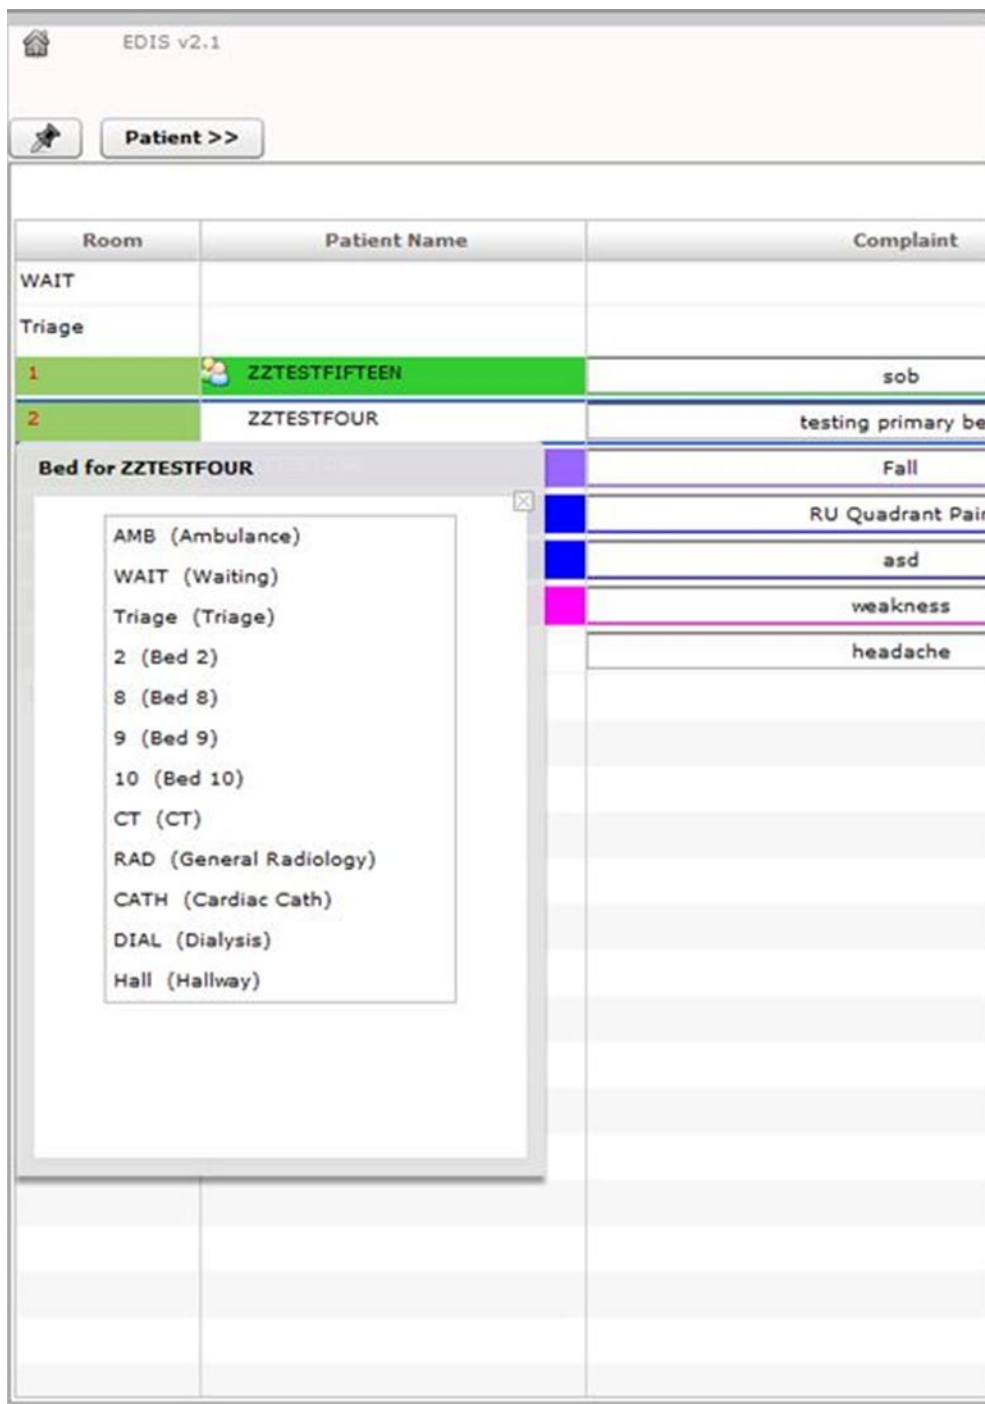 EDIS v2.1
Patient >>
Room Patient Name Complaint
WAIT
Triage
1 ZZTESTFIFTEEN sob
2 ZZTESTFOUR testing primary be
Bed for ZZTESTFOUR
Fall
RU Quadrant Pai
asd
weakness
headache
AMB (Ambulance)
WAIT (Waiting)
Triage (Triage)
2 (Bed 2)
8 (Bed 8)
9 (Bed 9)
10 (Bed 10)
CT (CT)
RAD (General Radiology)
CATH (Cardiac Cath)
DIAL (Dialysis)
Hall (Hallway)